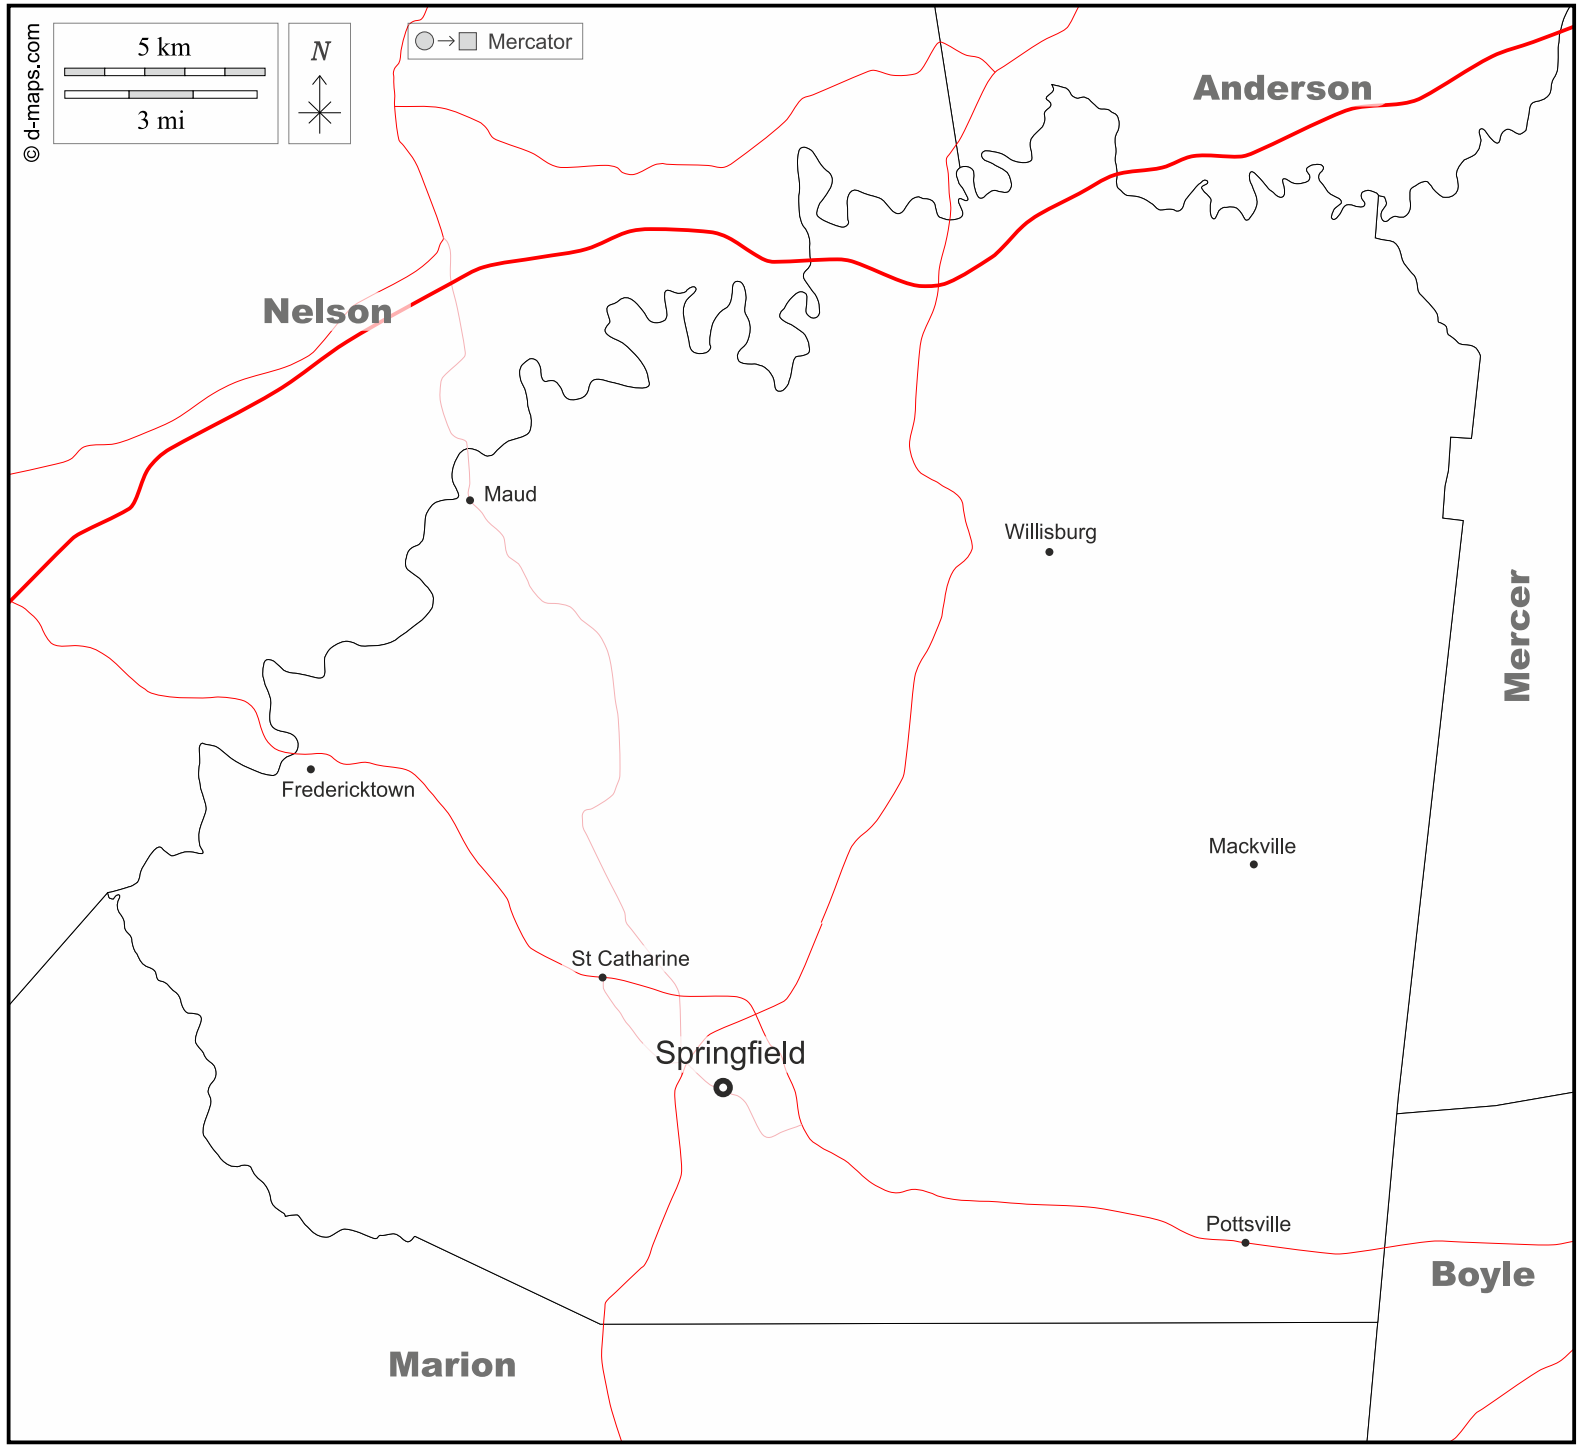 © d-maps.com
5 km
3 mi
N
Mercator
Anderson
Nelson
Maud
Willisburg
Mercer
Fredericktown
Mackville
St Catharine
Springfield
Pottsville
Boyle
Marion